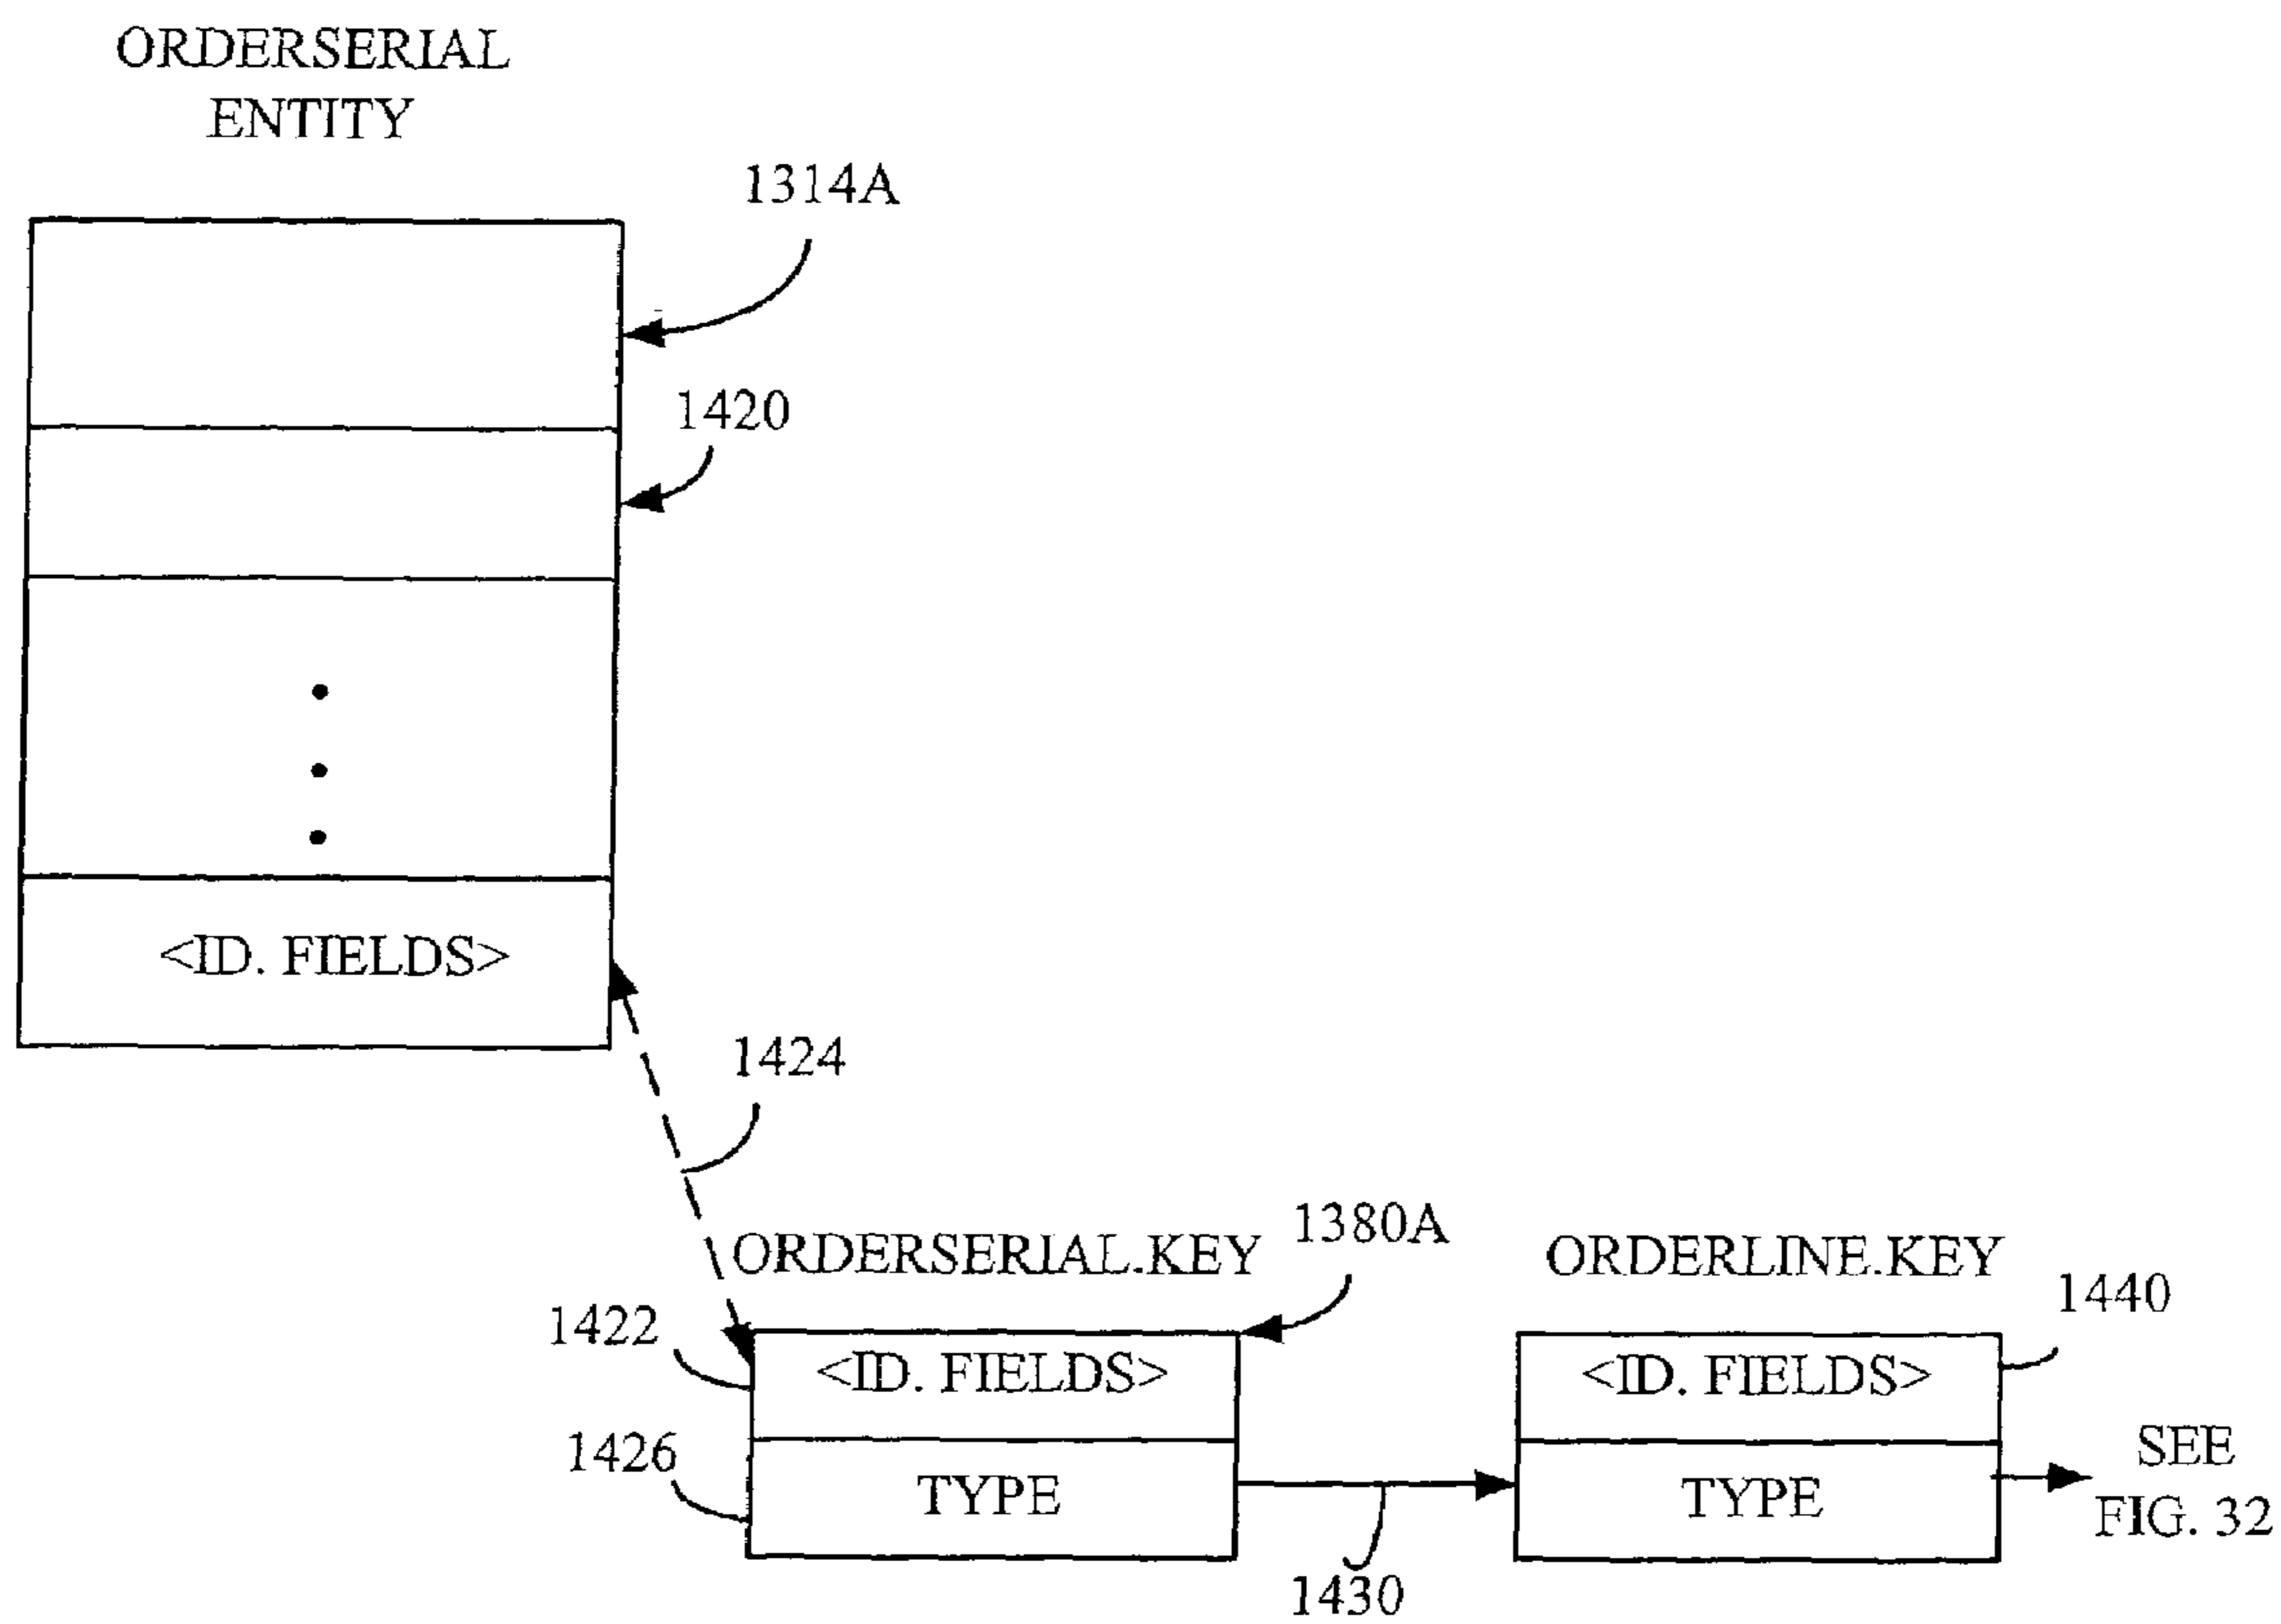 ORDERSERIAL
ENTITY
1314A
1420
<ID. FIELDS>
1424
ORDERSERIAL.KEY
1380A
ORDERLINE.KEY
1440
1422
<ID. FIELDS>
<ID. FIELDS>
1426
TYPE
TYPE
SEE
FIG. 32
1430